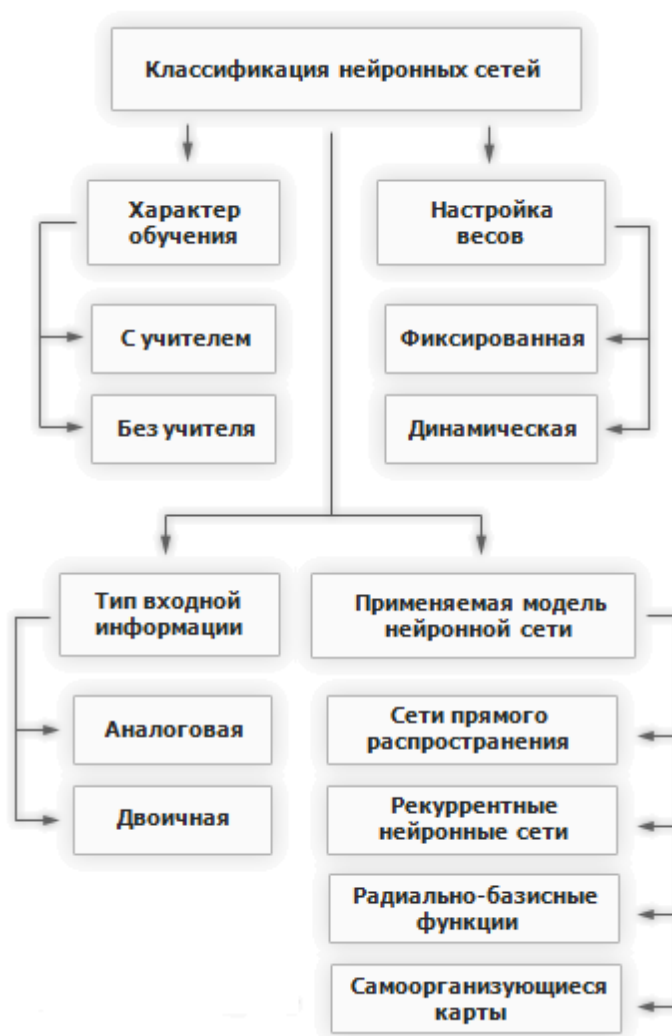 Классификация нейронных сетей
Характер
обучения
С учителем
Без учителя
Настройка
весов
Фиксированная
Динамическая
Тип входной
информации
Аналоговая
Двоичная
Применяемая модель
нейронной сети
Сети прямого
распространения
Рекуррентные
нейронные сети
Радиально-базисные
функции
Самоорганизующиеся
карты